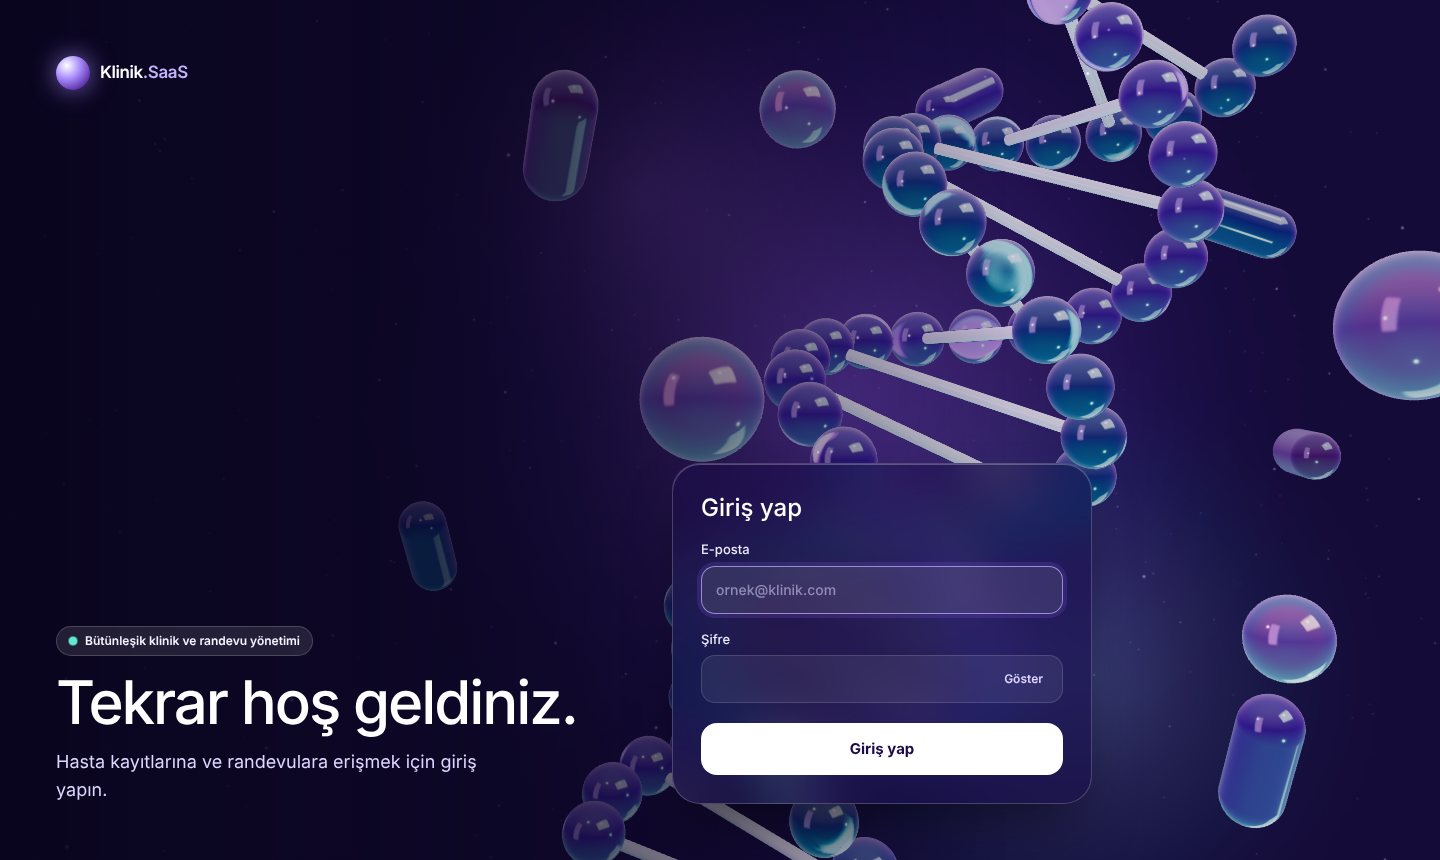 Klinik.SaaS
Bütünleşik klinik ve randevu yönetimi
Tekrar hoş geldiniz.
Hasta kayıtlarına ve randevulara erişmek için giriş
yapın.
Giriş yap
E-posta
ornek@klinik.com
Şifre
Göster
Giriş yap